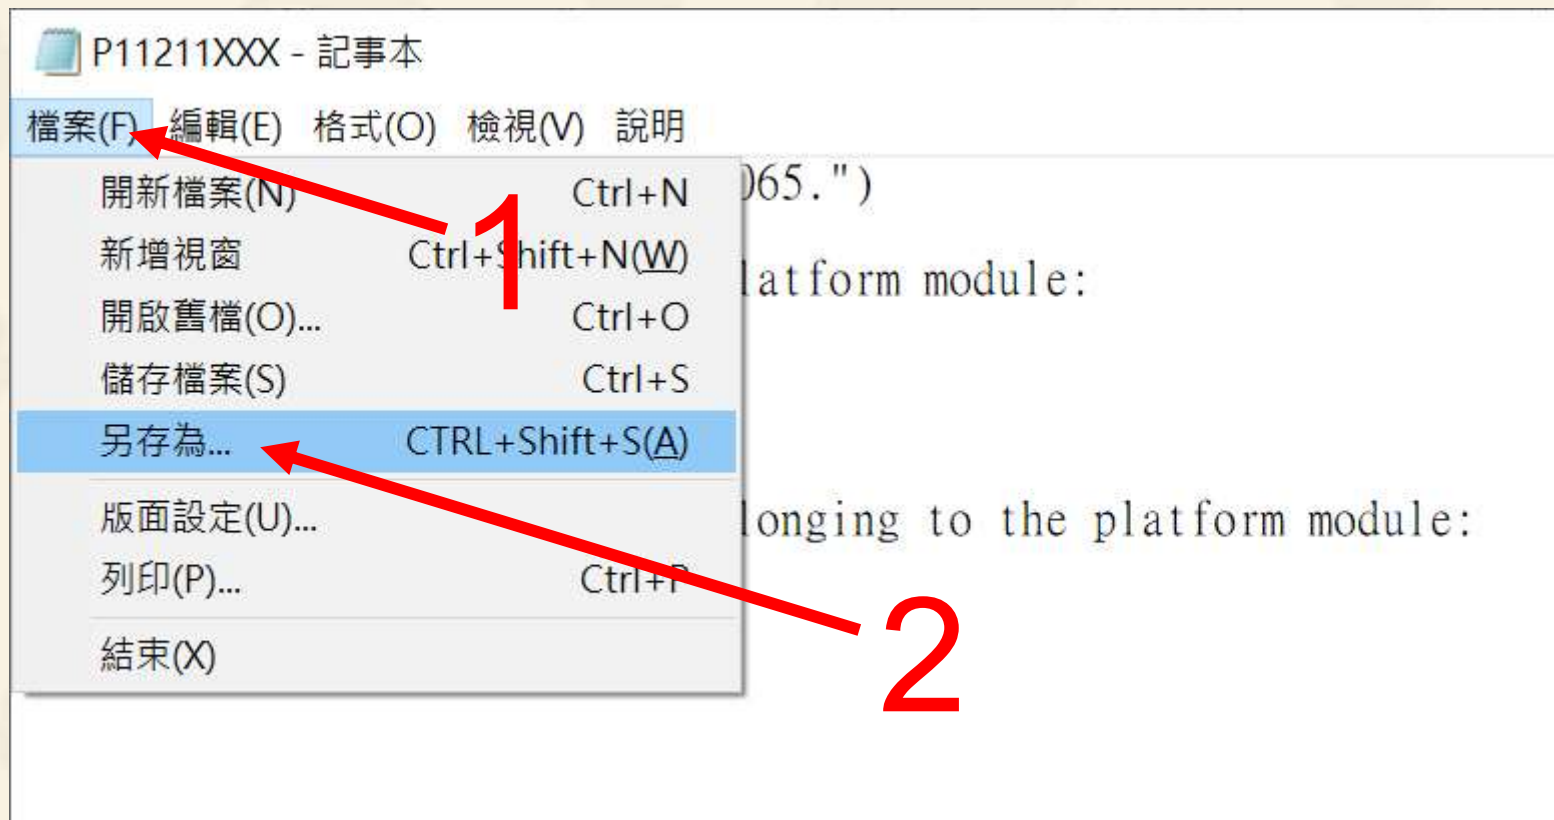 P11211XXX - 記事本
檔案(F) 編輯(E) 格式(O) 檢視(V) 說明
開新檔案(N) Ctrl+N
新增視窗 Ctrl+Shift+N(W)
開啟舊檔(O)... Ctrl+O
儲存檔案(S) Ctrl+S
另存為... CTRL+Shift+S(A)
版面設定(U)...
列印(P)... Ctrl+P
結束(X)
065.")
latform module:
longing to the platform module:
1
2